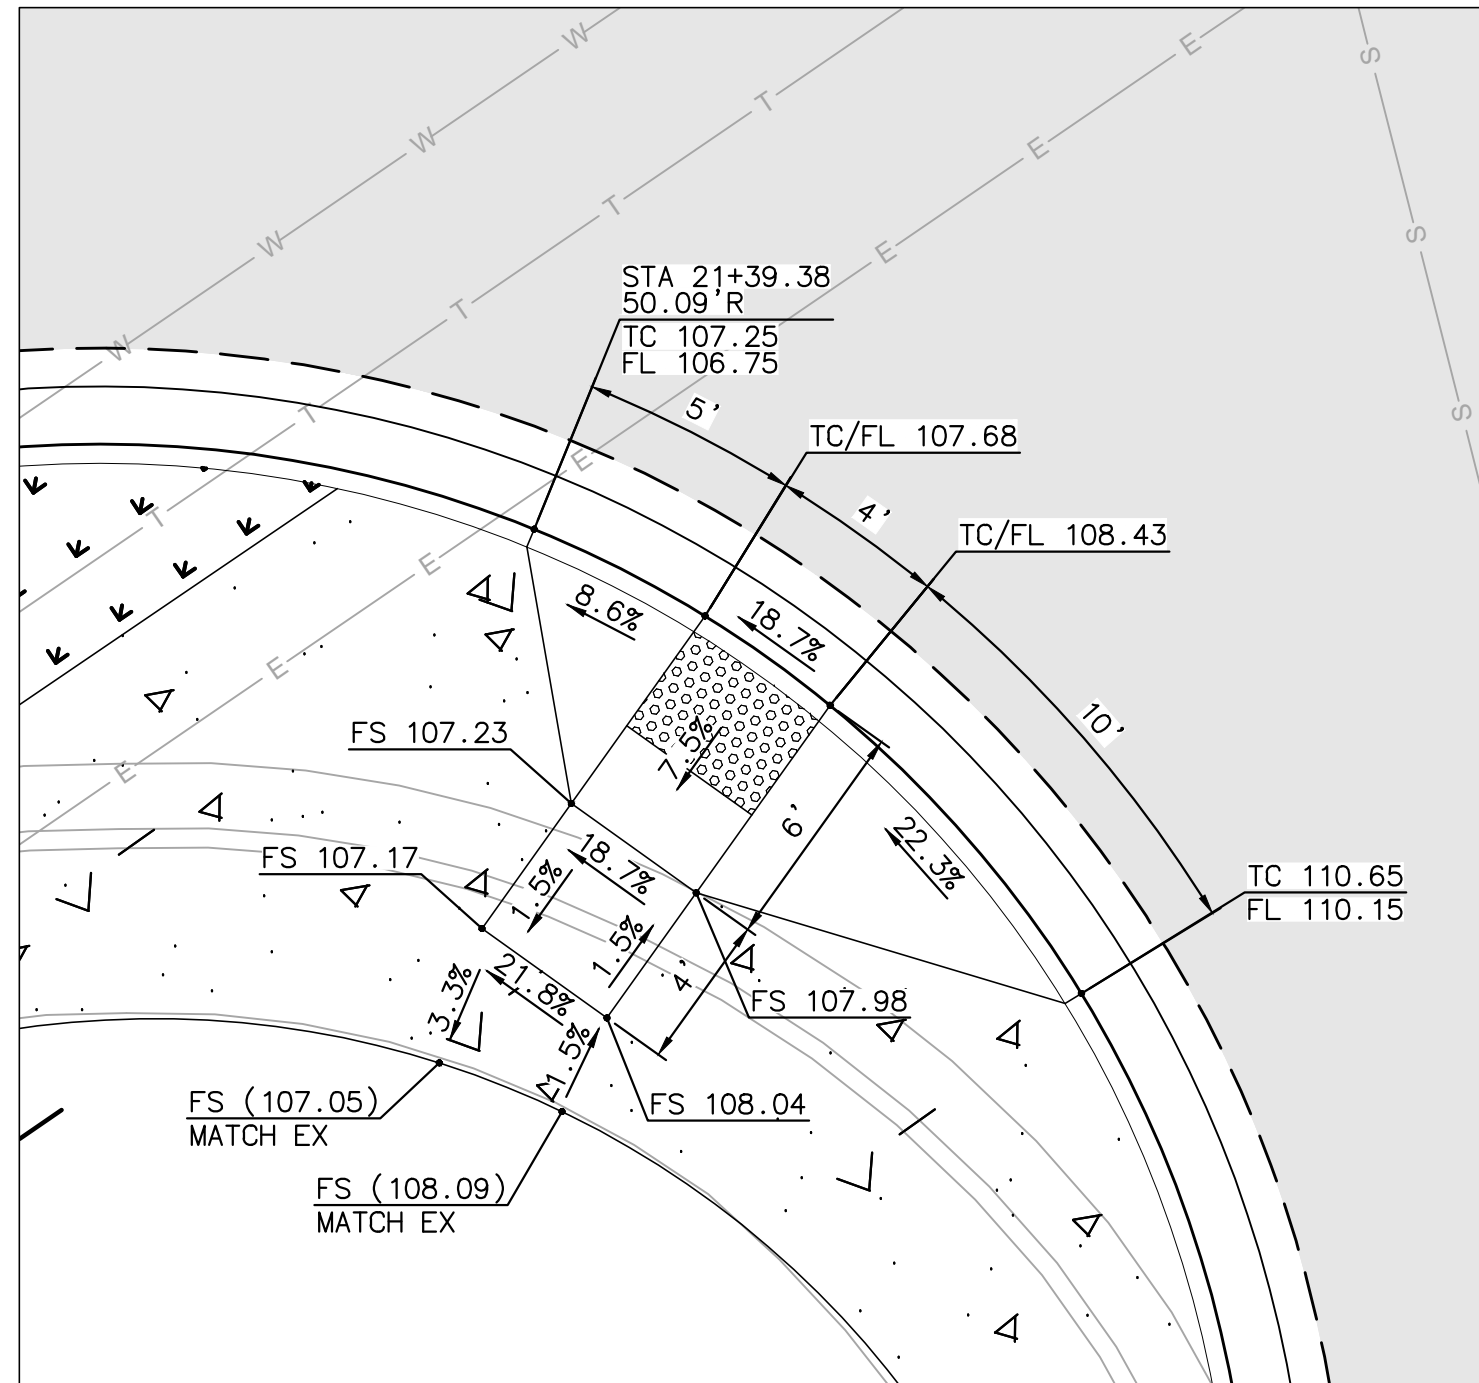 W
W
W
W
T
T
T
T
T
E
E
E
E
E
E
E
S
S
S
STA 21+39.38
50.09'R
TC 107.25
FL 106.75
5'
TC/FL 107.68
4'
TC/FL 108.43
10'
8.6%
18.7%
FS 107.23
7.5%
6'
22.3%
FS 107.17
18.7%
1.5%
1.5%
4'
TC 110.65
FL 110.15
21.8%
3.3%
1.5%
FS 107.98
FS (107.05)
MATCH EX
FS 108.04
FS (108.09)
MATCH EX